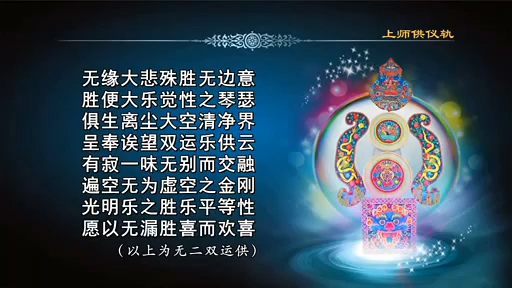 上师供仪轨
无缘大悲殊胜无边意
胜便大乐觉性之琴瑟
俱生离尘大空清净界
呈奉诶望双运乐供云
有寂一味无别而交融
遍空无为虚空之金刚
光明乐之胜乐平等性
愿以无漏胜喜而欢喜
（以上为无二双运供）